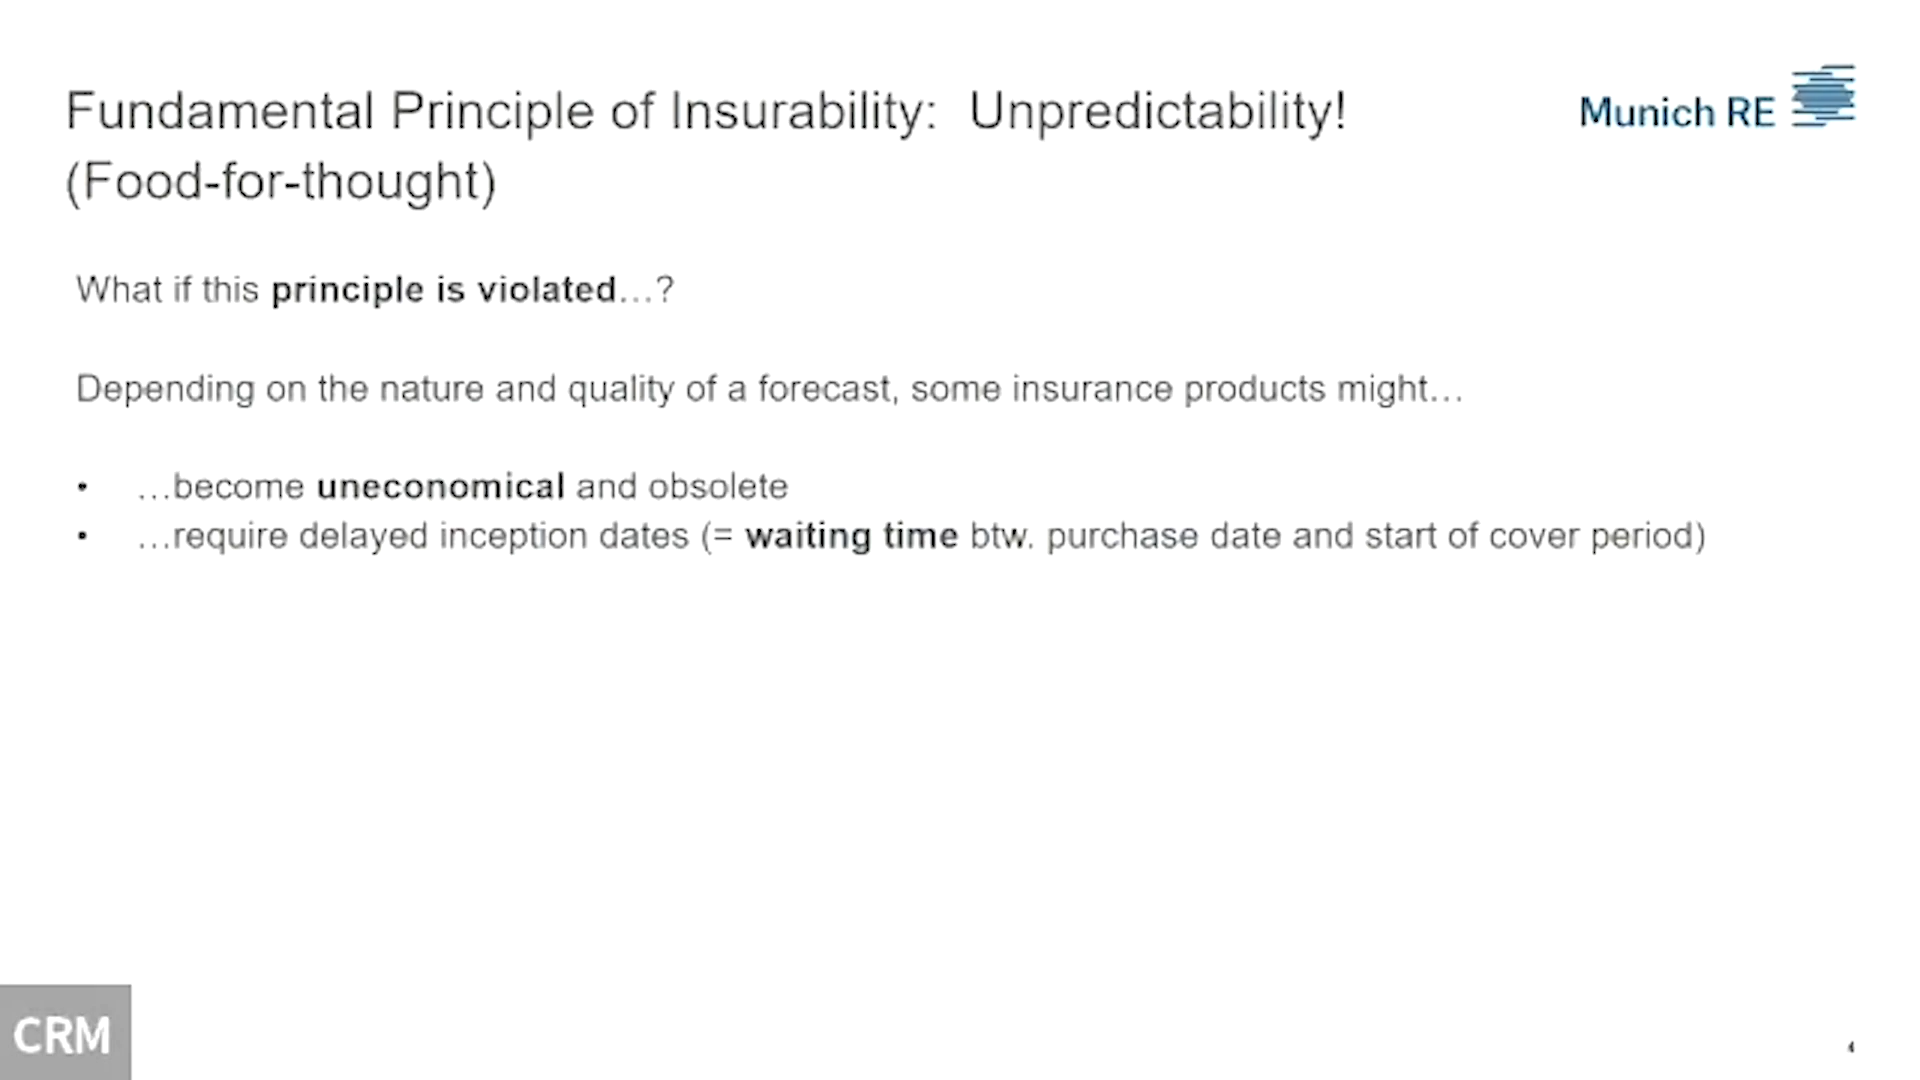 Fundamental Principle of Insurability: Unpredictability!
(Food-for-thought)
Munich RE
What if this principle is violated…?
Depending on the nature and quality of a forecast, some insurance products might…
• …become uneconomical and obsolete
• …require delayed inception dates (= waiting time btw. purchase date and start of cover period)
CRM
4